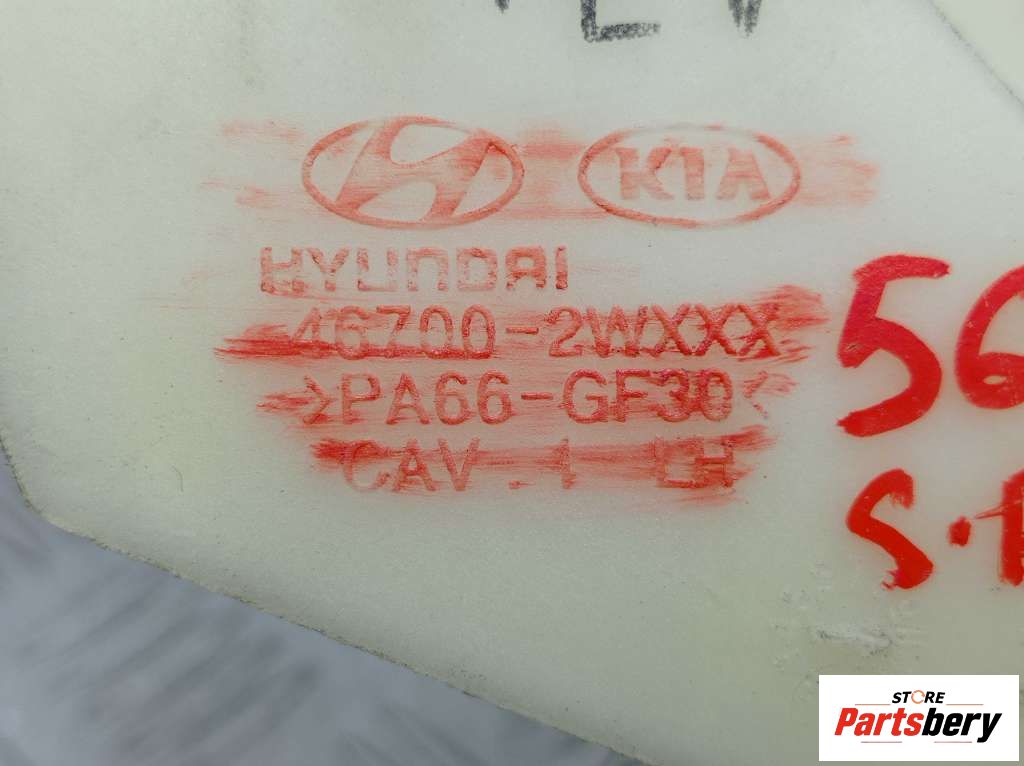 KIA
HYUNDAI
46700-2WXXX
>PA66-GF30<
CAV.1 LH
56
STORE
Partsbery